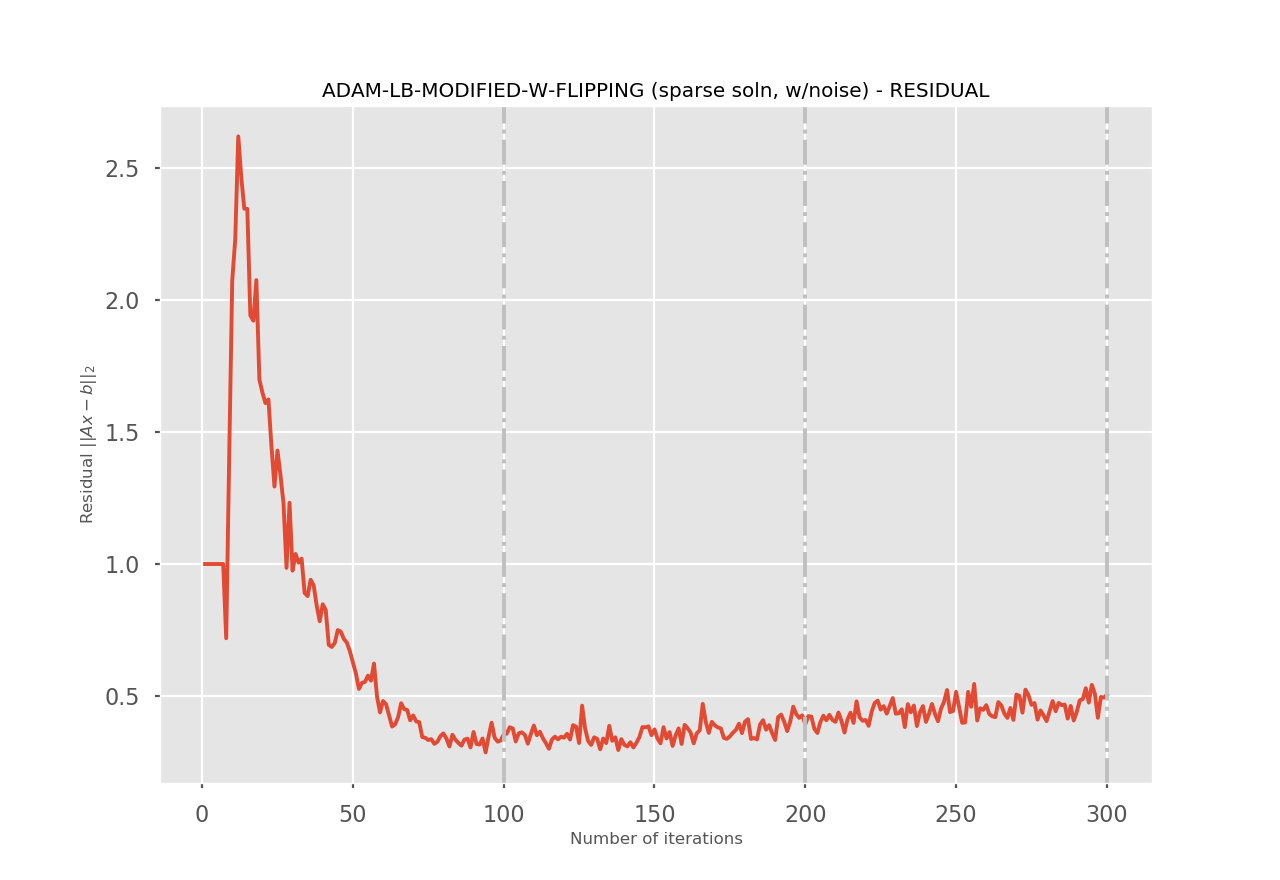 ADAM-LB-MODIFIED-W-FLIPPING (sparse soln, w/noise) - RESIDUAL
2.5
2.0
1.5
1.0
0.5
Residual ||Ax − b||₂
0 50 100 150 200 250 300
Number of iterations